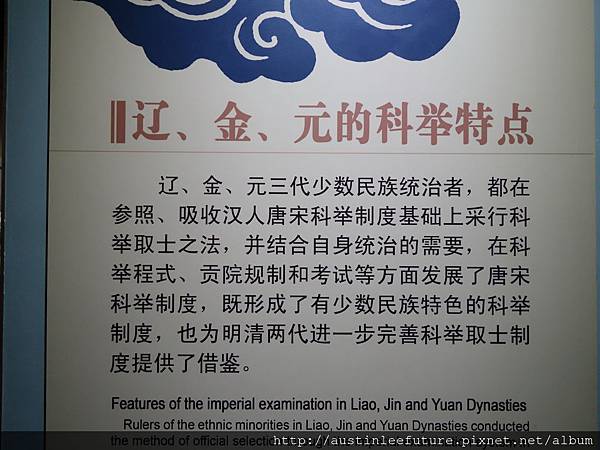 辽、金、元的科举特点
辽、金、元三代少数民族统治者，都在
参照、吸收汉人唐宋科举制度基础上采行科
举取士之法，并结合自身统治的需要，在科
举程式、贡院规制和考试等方面发展了唐宋
科举制度，既形成了有少数民族特色的科举
制度，也为明清两代进一步完善科举取士制
度提供了借鉴。
Features of the imperial examination in Liao, Jin and Yuan Dynasties
Rulers of the ethnic minorities in Liao, Jin and Yuan Dynasties conducted
the method of official selection
http://austinleefuture.pixnet.net/album